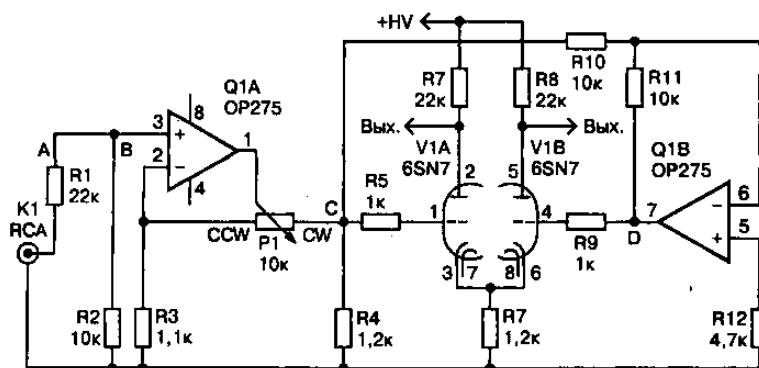 +HV
R10
10к
R7
22к
R8
22к
R11
10к
Q1A
OP275
8
Вых.
Вых.
3
+
1
A
B
2
−
V1A
6SN7
V1B
6SN7
Q1B
OP275
R1
22к
4
2
5
6
K1
RCA
C
R5
1к
1
4
7
−
+
5
CCW
P1
10к
CW
D
R9
1к
3
7
8
6
R2
10к
R3
1,1к
R4
1,2к
R7
1,2к
R12
4,7к